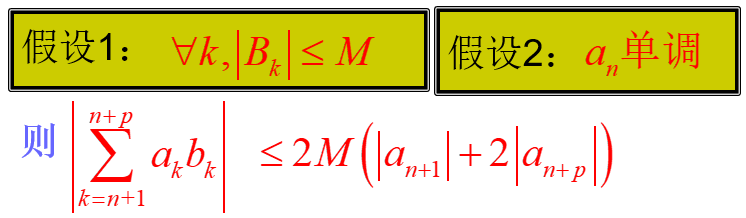 假设1： ∀k,|B_k| ≤ M 假设2：a_n单调
则 |∑_{k=n+1}^{n+p} a_k b_k| ≤ 2M(|a_{n+1}| + 2|a_{n+p}|)